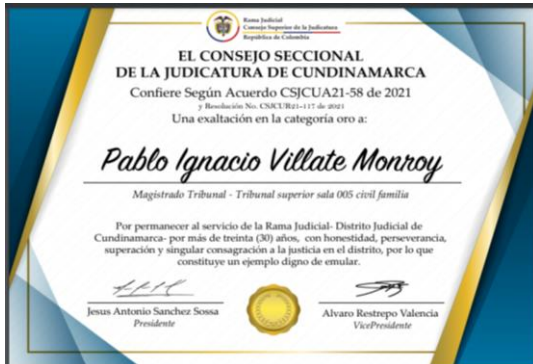 Rama Judicial
Consejo Superior de la Judicatura
República de Colombia
EL CONSEJO SECCIONAL
DE LA JUDICATURA DE CUNDINAMARCA
Confiere Según Acuerdo CSJCUA21-58 de 2021
y Resolución No. CSJCUR21-117 de 2021
Una exaltación en la categoría oro a:
Pablo Ignacio Villate Monroy
Magistrado Tribunal - Tribunal superior sala 005 civil familia
Por permanecer al servicio de la Rama Judicial- Distrito Judicial de
Cundinamarca- por más de treinta (30) años, con honestidad, perseverancia,
superación y singular consagración a la justicia en el distrito, por lo que
constituye un ejemplo digno de emular.
Jesus Antonio Sanchez Sossa
Presidente
Alvaro Restrepo Valencia
VicePresidente